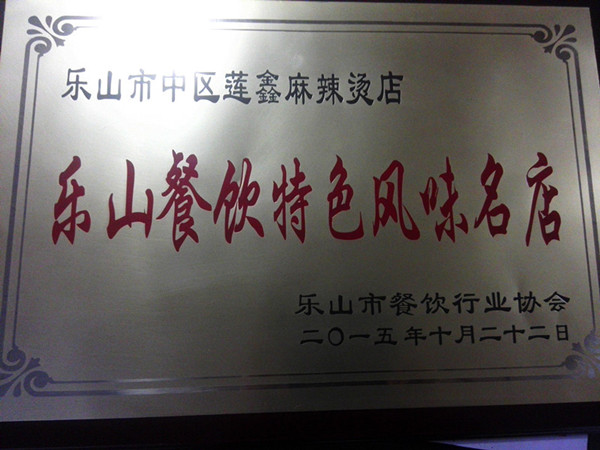 乐山市中区莲鑫麻辣烫店
乐山餐饮特色风味名店
乐山市餐饮行业协会
二〇一五年十月二十二日